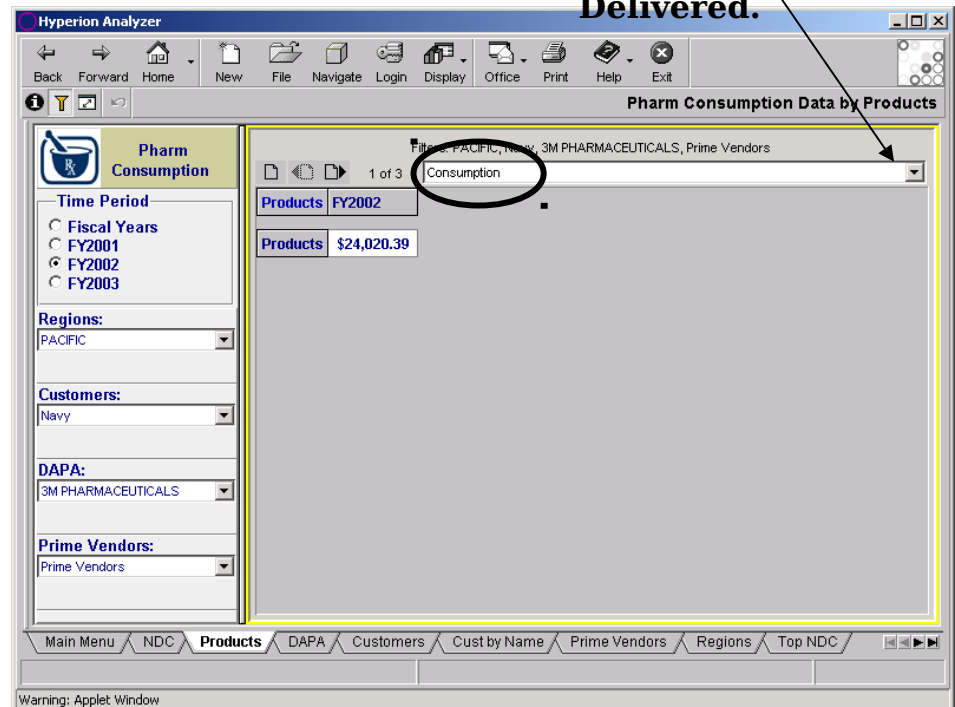 Delivered.
Hyperion Analyzer
Back Forward Home New File Navigate Login Display Office Print Help Exit
Pharm Consumption Data by Products
Pharm
Consumption
Rx
Time Period
Fiscal Years
FY2001
FY2002
FY2003
Regions:
PACIFIC
Customers:
Navy
DAPA:
3M PHARMACEUTICALS
Prime Vendors:
Prime Vendors
Filters: PACIFIC, Navy, 3M PHARMACEUTICALS, Prime Vendors
1 of 3 Consumption
Products FY2002
Products $24,020.39
Main Menu NDC Products DAPA Customers Cust by Name Prime Vendors Regions Top NDC
Warning: Applet Window